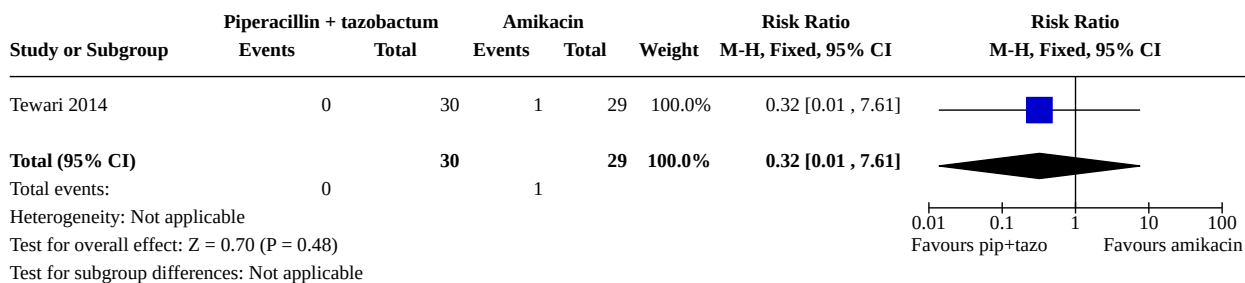 Piperacillin + tazobactum Amikacin Risk Ratio Risk Ratio
Study or Subgroup Events Total Events Total Weight M-H, Fixed, 95% CI M-H, Fixed, 95% CI
Tewari 2014 0 30 1 29 100.0% 0.32 [0.01 , 7.61]
Total (95% CI) 30 29 100.0% 0.32 [0.01 , 7.61]
Total events: 0 1
Heterogeneity: Not applicable
0.01 0.1 1 10 100
Test for overall effect: Z = 0.70 (P = 0.48)
Favours pip+tazo Favours amikacin
Test for subgroup differences: Not applicable